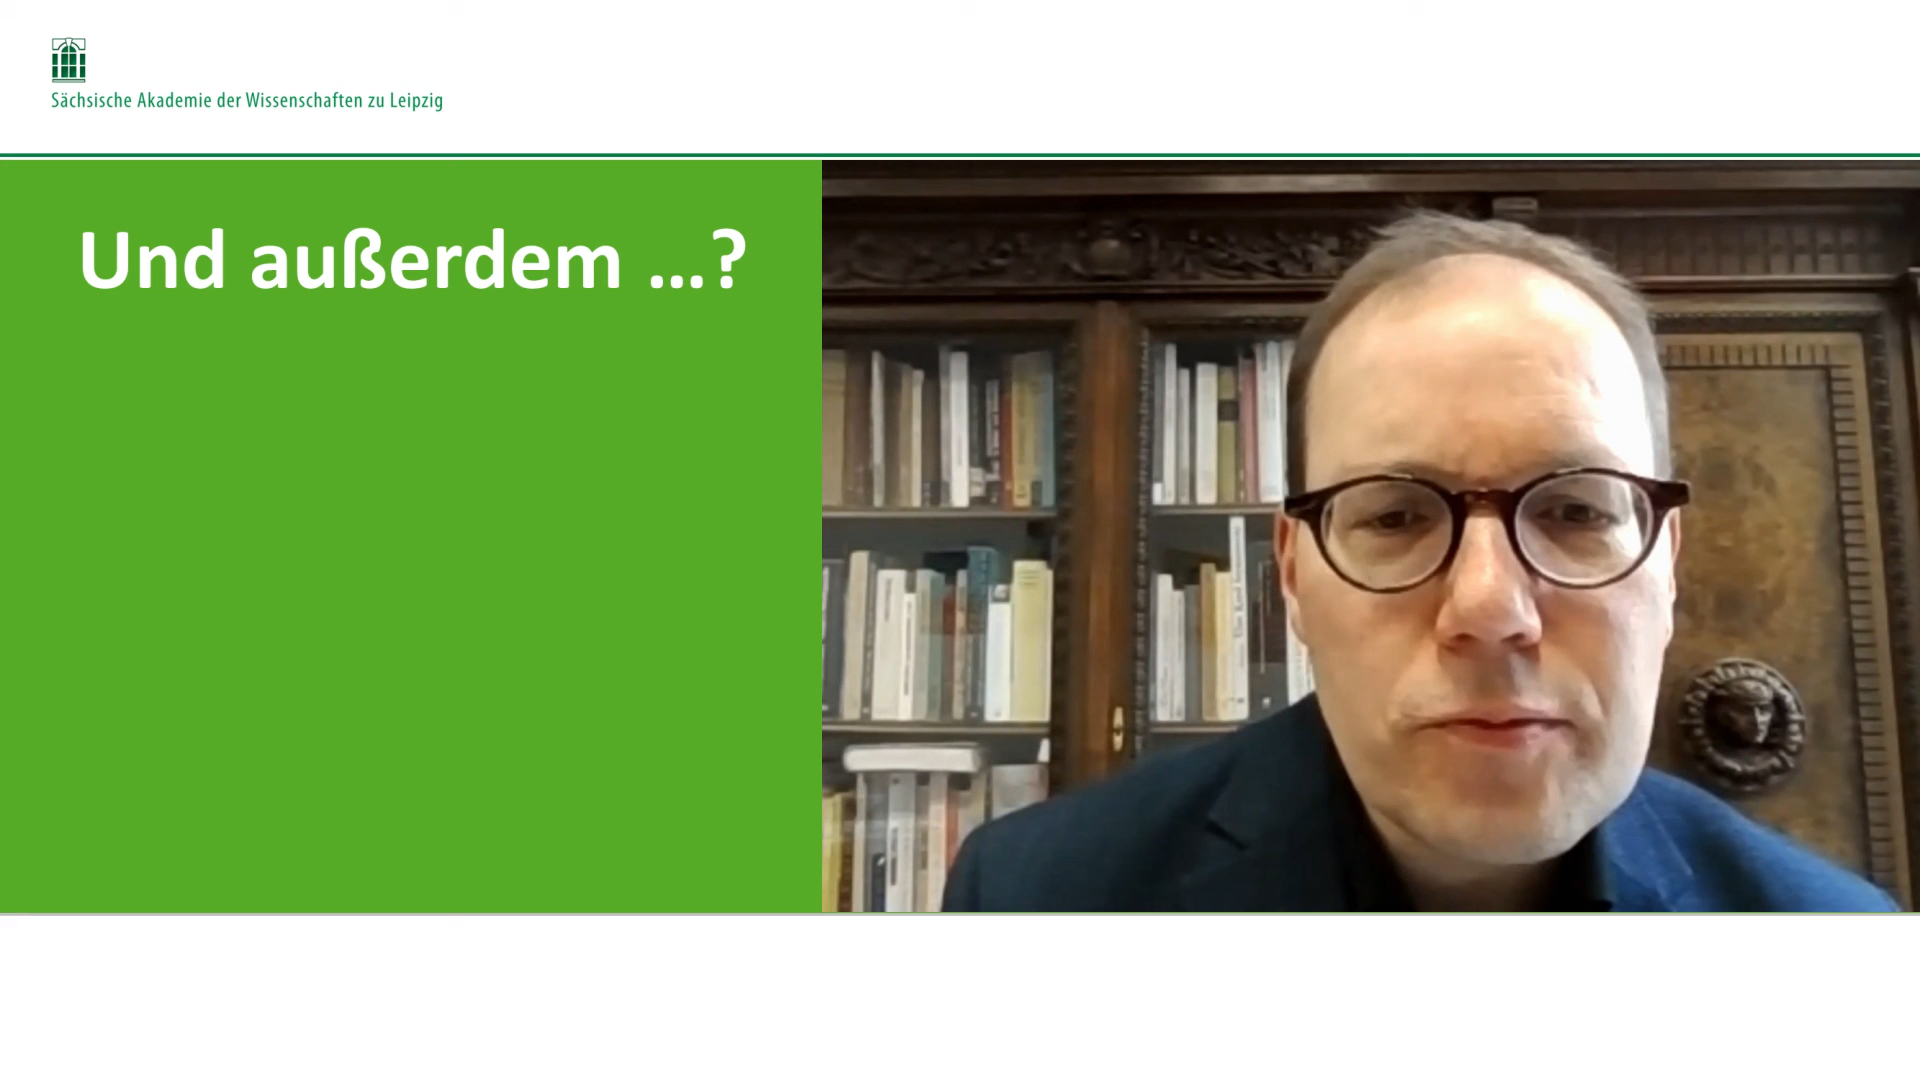 Sächsische Akademie der Wissenschaften zu Leipzig
Und außerdem ...?